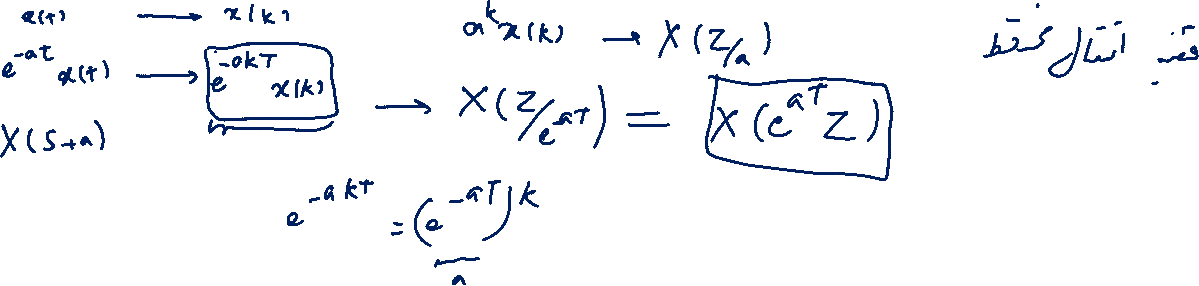 x(t) → x(k) a^k x(k) → X(Z/a) قضیه انتقال مختلط
e^{-at} x(t) → e^{-akT} x(k) → X(Z/e^{-aT}) = X(e^{aT} Z)
X(S+a)
e^{-akT} = (e^{-aT})^k
a